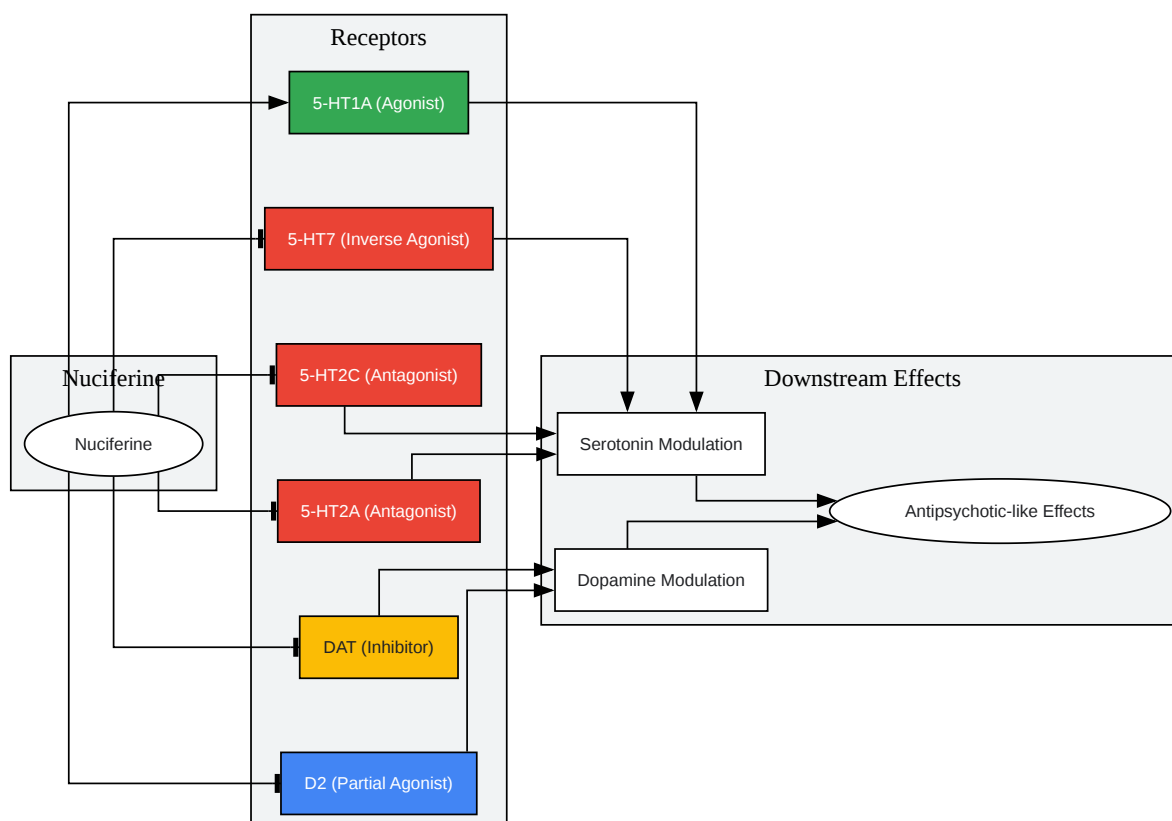 Receptors
5-HT1A (Agonist)
5-HT7 (Inverse Agonist)
5-HT2C (Antagonist)
Nuciferine
Downstream Effects
Nuciferine
Serotonin Modulation
5-HT2A (Antagonist)
Antipsychotic-like Effects
Dopamine Modulation
DAT (Inhibitor)
D2 (Partial Agonist)